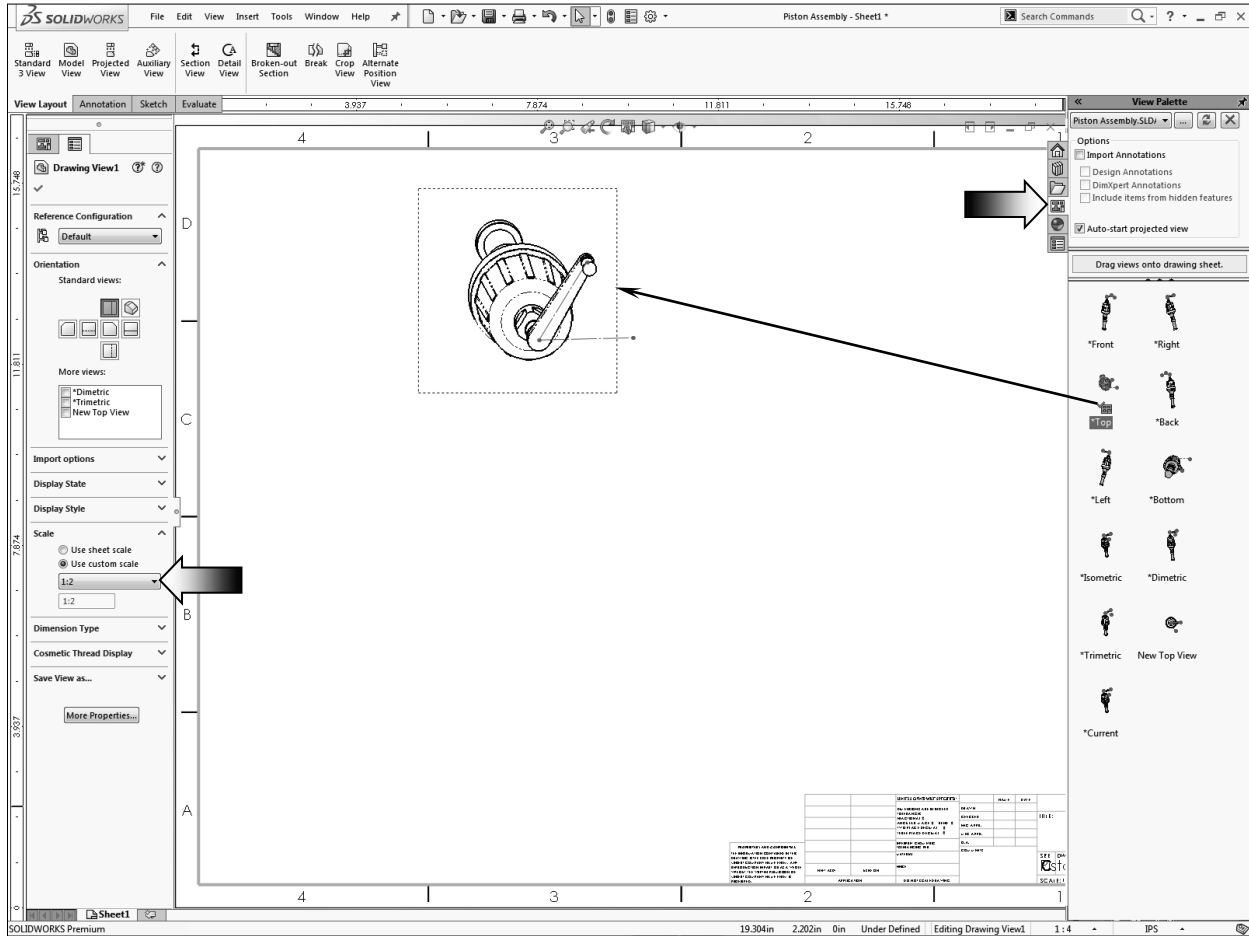 SOLIDWORKS File Edit View Insert Tools Window Help Piston Assembly - Sheet1 * Search Commands
Standard 3 View
Model View
Projected View
Auxiliary View
Section View
Detail View
Broken-out Section
Break
Crop View
Alternate Position View
View Layout Annotation Sketch Evaluate
3.937 7.874 11.811 15.748
15.748
11.811
7.874
3.937
0
Drawing View1
Reference Configuration
Default
Orientation
Standard views:
More views:
*Dimetric
*Trimetric
New Top View
Import options
Display State
Display Style
Scale
Use sheet scale
Use custom scale
1:2
1:2
Dimension Type
Cosmetic Thread Display
Save View as...
More Properties...
4 3 2 1
D
C
B
A
4 3 2 1
View Palette
Piston Assembly.SLD
...
Options
Import Annotations
Design Annotations
DimXpert Annotations
Include items from hidden features
Auto-start projected view
Drag views onto drawing sheet.
*Front *Right
*Top *Back
*Left *Bottom
*Isometric *Dimetric
*Trimetric New Top View
*Current
Sheet1
SOLIDWORKS Premium 19.304in 2.202in 0in Under Defined Editing Drawing View1 1:4 IPS